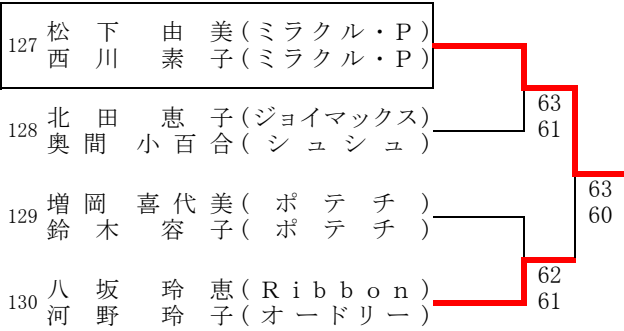 127 松下 由美(ミラクル・P)
西川 素子(ミラクル・P)
63
61
128 北田 恵子(ジョイマックス)
奥間 小百合(シュシュ)
63
60
129 増岡 喜代美(ポテチ)
鈴木 容子(ポテチ)
62
61
130 八坂 玲恵(Ribbon)
河野 玲子(オードリー)